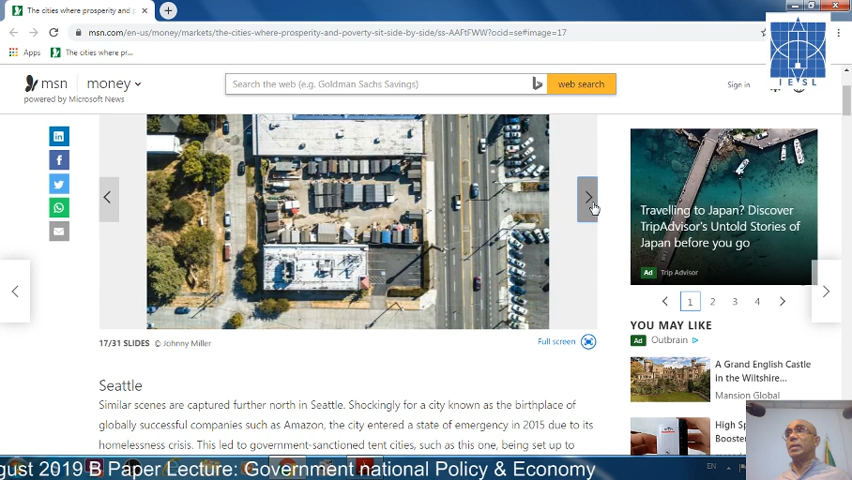 The cities where prosperity and po
msn.com/en-us/money/markets/the-cities-where-prosperity-and-poverty-sit-side-by-side/ss-AAFtFWW?ocid=se#image=17
Apps
The cities where pr...
IESL
msn money
powered by Microsoft News
Search the web (e.g. Goldman Sachs Savings)
web search
Sign in
Travelling to Japan? Discover
TripAdvisor's Untold Stories of
Japan before you go
Ad Trip Advisor
1 2 3 4
17/31 SLIDES © Johnny Miller
Full screen
YOU MAY LIKE
Ad Outbrain
A Grand English Castle
in the Wiltshire...
Mansion Global
High Sp
Booster
Seattle
Similar scenes are captured further north in Seattle. Shockingly for a city known as the birthplace of
globally successful companies such as Amazon, the city entered a state of emergency in 2015 due to its
homelessness crisis. This led to government-sanctioned tent cities, such as this one, being set up to
EN
gust 2019 B Paper Lecture: Government national Policy & Economy